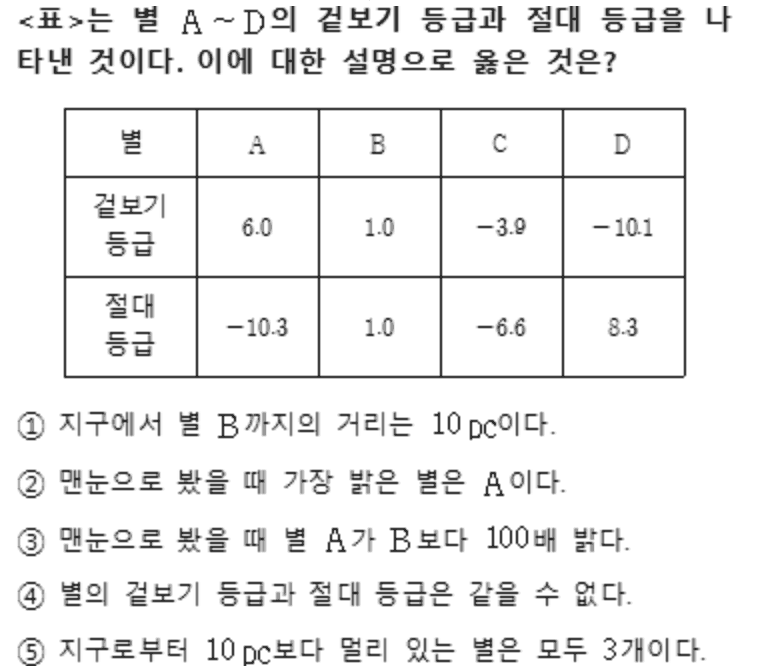 <표>는 별 A ~ D의 겉보기 등급과 절대 등급을 나
타낸 것이다. 이에 대한 설명으로 옳은 것은?
별 A B C D
겉보기
등급 6.0 1.0 -3.9 -10.1
절대
등급 -10.3 1.0 -6.6 8.3
① 지구에서 별 B까지의 거리는 10 pc이다.
② 맨눈으로 봤을 때 가장 밝은 별은 A이다.
③ 맨눈으로 봤을 때 별 A가 B보다 100배 밝다.
④ 별의 겉보기 등급과 절대 등급은 같을 수 없다.
⑤ 지구로부터 10 pc보다 멀리 있는 별은 모두 3개이다.